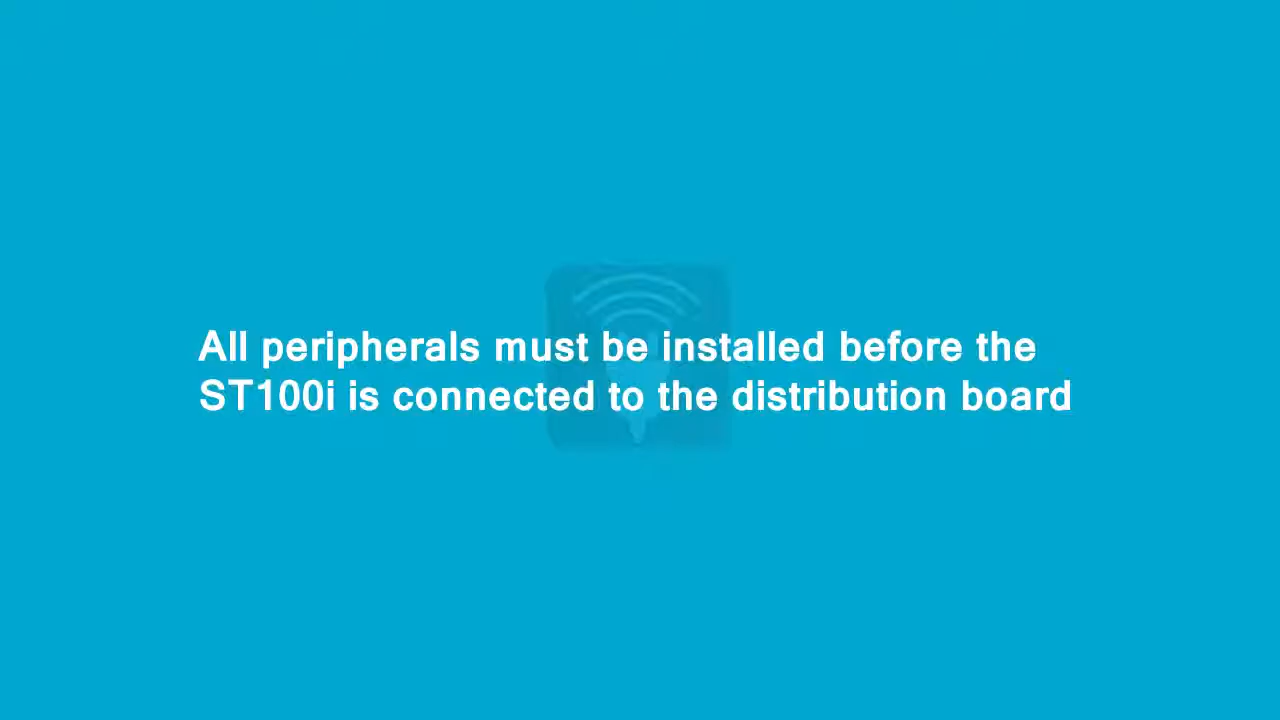 All peripherals must be installed before the
ST100i is connected to the distribution board